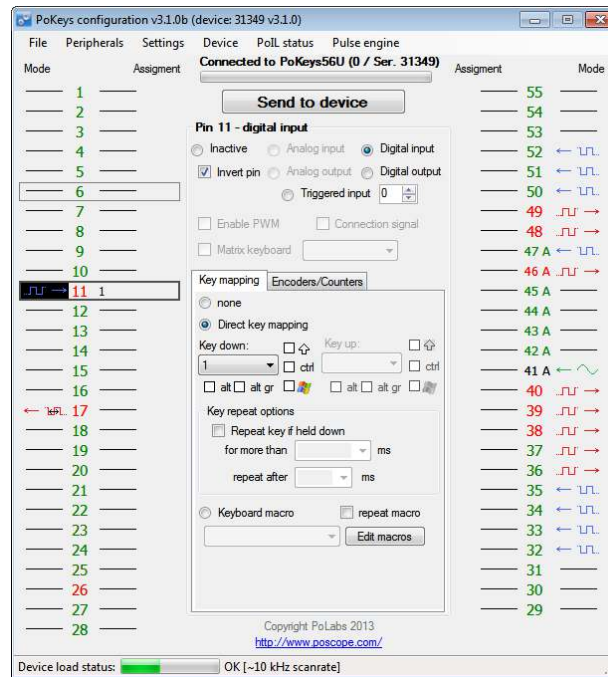 PoKeys configuration v3.1.0b (device: 31349 v3.1.0)
File Peripherals Settings Device PoIL status Pulse engine
Mode Assigment Connected to PoKeys56U (0 / Ser. 31349) Assigment Mode
1 55
Send to device
2 54
3 53
Pin 11 - digital input
4 52
Inactive Analog input Digital input
5 51
Invert pin Analog output Digital output
6 50
Triggered input 0
7 49
8 48
Enable PWM Connection signal
9 47 A
Matrix keyboard
10 46 A
Key mapping Encoders/Counters
11 1 45 A
none
12 44 A
13 43 A
Direct key mapping
14 42 A
Key down: Key up:
15 41 A
1 ctrl ctrl
16 40
alt alt gr alt alt gr
17 39
Key repeat options
18 38
Repeat key if held down
19 37
for more than ms
20 36
repeat after ms
21 35
22 34
Keyboard macro repeat macro
23 33
Edit macros
24 32
25 31
26 30
27 29
28
Copyright PoLabs 2013
http://www.poscope.com/
Device load status: OK [~10 kHz scanrate]